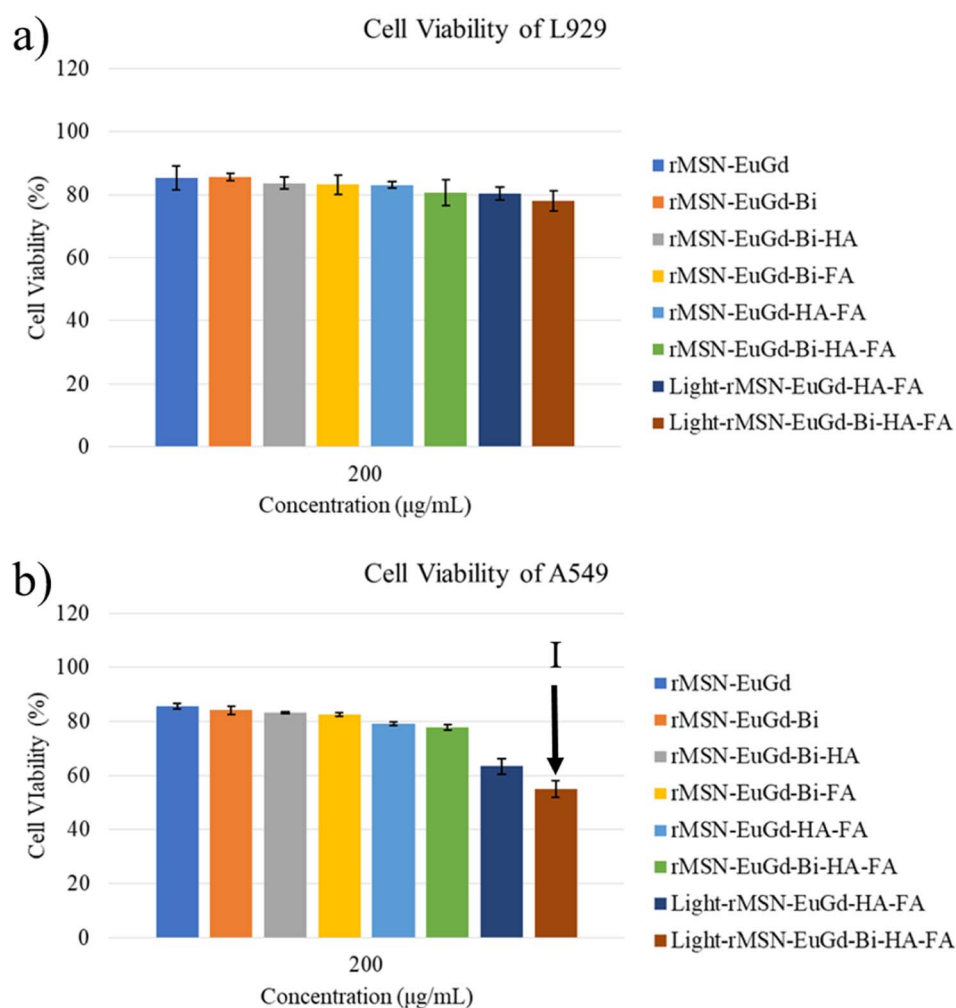 a)
Cell Viability of L929
120
100
80
60
40
20
0
Cell Viability (%)
200
Concentration (μg/mL)
rMSN-EuGd
rMSN-EuGd-Bi
rMSN-EuGd-Bi-HA
rMSN-EuGd-Bi-FA
rMSN-EuGd-HA-FA
rMSN-EuGd-Bi-HA-FA
Light-rMSN-EuGd-HA-FA
Light-rMSN-EuGd-Bi-HA-FA
b)
Cell Viability of A549
120
100
80
60
40
20
0
Cell VIability (%)
200
Concentration (μg/mL)
I
rMSN-EuGd
rMSN-EuGd-Bi
rMSN-EuGd-Bi-HA
rMSN-EuGd-Bi-FA
rMSN-EuGd-HA-FA
rMSN-EuGd-Bi-HA-FA
Light-rMSN-EuGd-HA-FA
Light-rMSN-EuGd-Bi-HA-FA